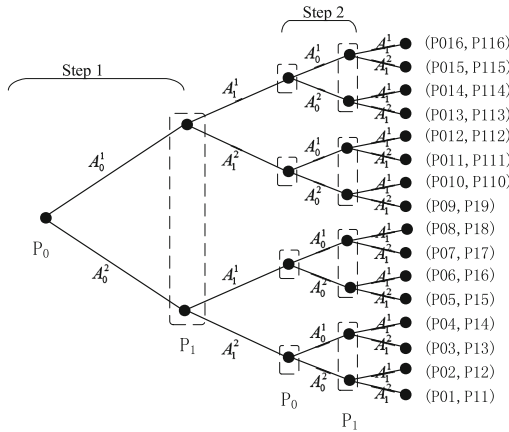 Step 2
Step 1
A_0^1
A_0^2
P_0
P_1
A_1^1
A_1^2
A_1^1
A_1^2
A_0^1
A_0^2
A_0^1
A_0^2
A_0^1
A_0^2
A_0^1
A_0^2
P_0
P_1
A_1^1 (P016, P116)
A_1^2 (P015, P115)
A_1^1 (P014, P114)
A_1^2 (P013, P113)
A_1^1 (P012, P112)
A_1^2 (P011, P111)
A_1^1 (P010, P110)
A_1^2 (P09, P19)
A_1^1 (P08, P18)
A_1^2 (P07, P17)
A_1^1 (P06, P16)
A_1^2 (P05, P15)
A_1^1 (P04, P14)
A_1^2 (P03, P13)
A_1^1 (P02, P12)
A_1^2 (P01, P11)